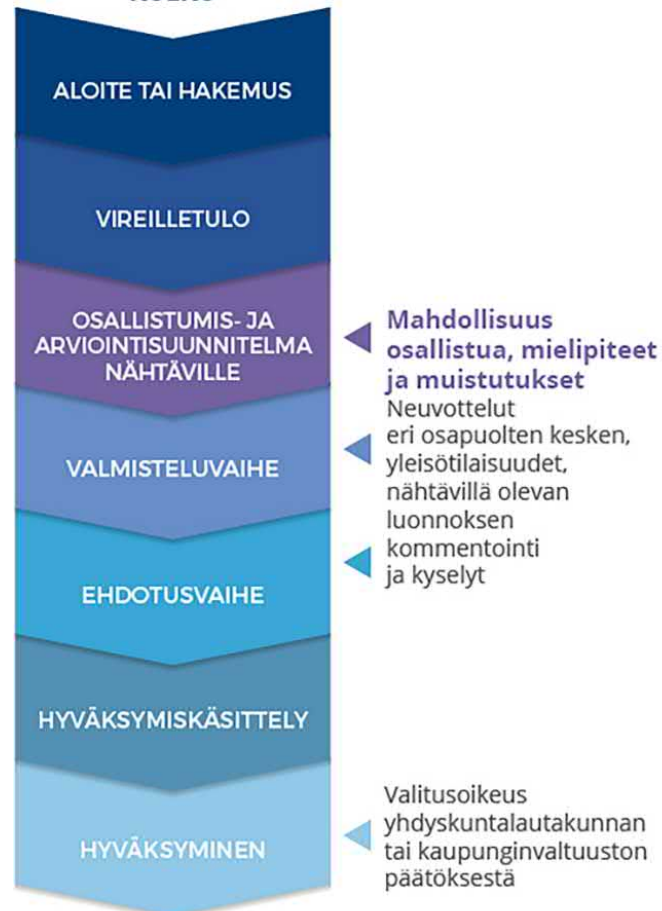 ALOITE TAI HAKEMUS
VIREILLETULO
OSALLISTUMIS- JA
ARVIOINTISUUNNITELMA
NÄHTÄVILLE
Mahdollisuus
osallistua, mielipiteet
ja muistutukset
VALMISTELUVAIHE
Neuvottelut
eri osapuolten kesken,
yleisötilaisuudet,
nähtävillä olevan
luonnoksen
kommentointi
ja kyselyt
EHDOTUSVAIHE
HYVÄKSYMISKÄSITTELY
HYVÄKSYMINEN
Valitusoikeus
yhdyskuntalautakunnan
tai kaupunginvaltuuston
päätöksestä